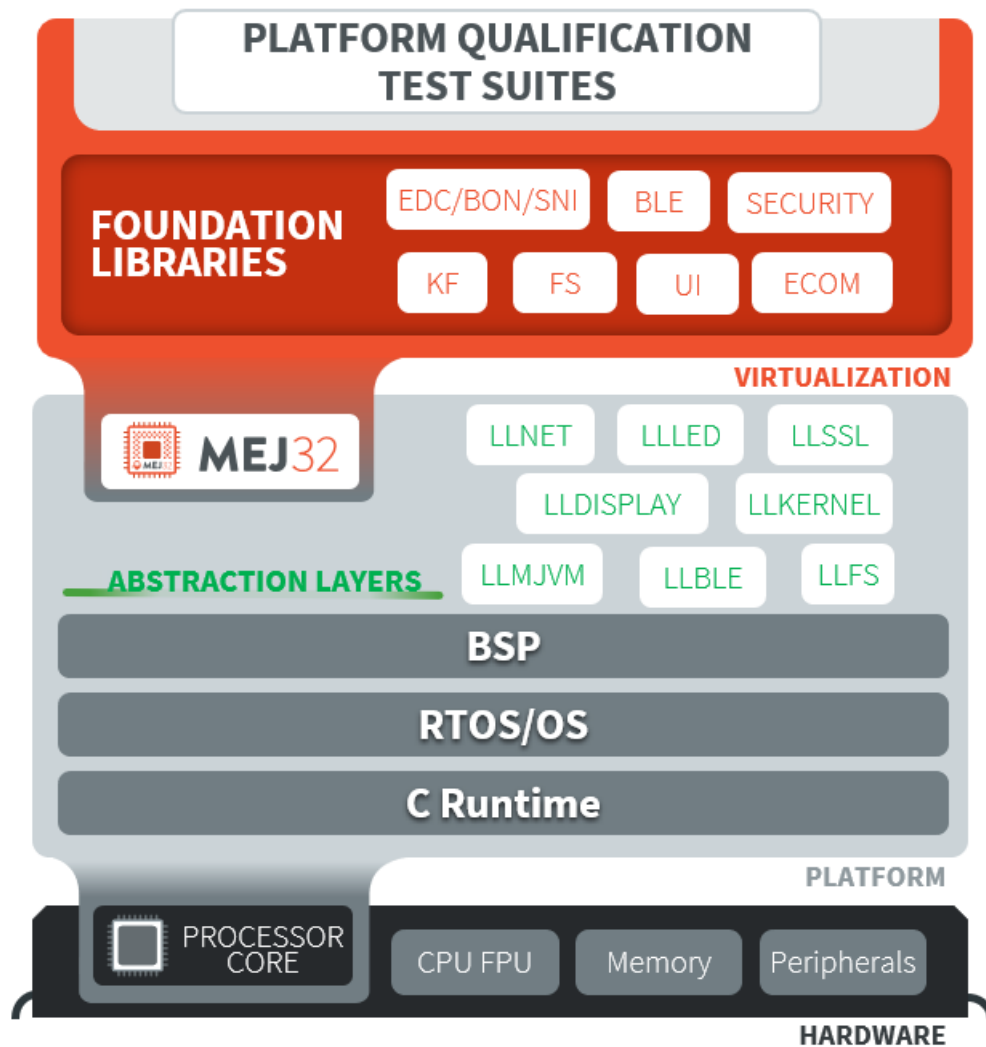 PLATFORM QUALIFICATION
TEST SUITES
FOUNDATION
LIBRARIES
EDC/BON/SNI
BLE
SECURITY
KF
FS
UI
ECOM
VIRTUALIZATION
MEJ32
MEJ32
LLNET
LLLED
LLSSL
LLDISPLAY
LLKERNEL
ABSTRACTION LAYERS
LLMJVM
LLBLE
LLFS
BSP
RTOS/OS
C Runtime
PLATFORM
PROCESSOR
CORE
CPU FPU
Memory
Peripherals
HARDWARE